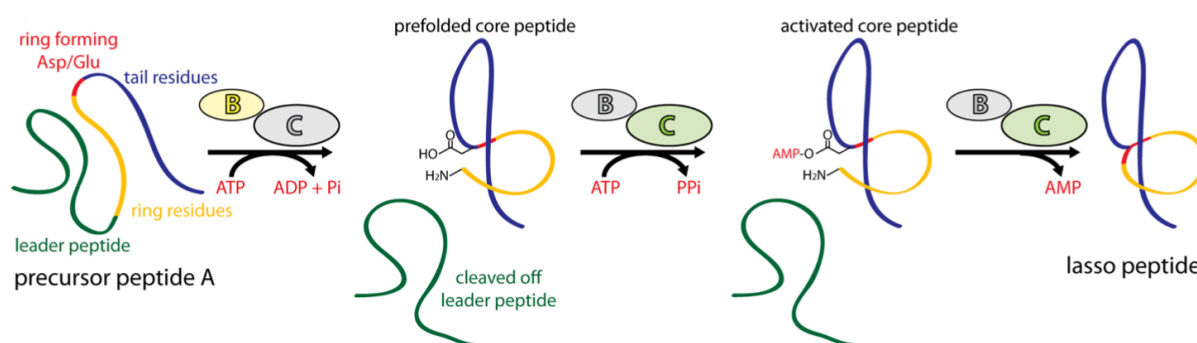 ring forming
Asp/Glu
tail residues
B
C
ATP
ADP + Pi
ring residues
leader peptide
precursor peptide A
prefolded core peptide
HO
O
H₂N
cleaved off
leader peptide
B
C
ATP
PPi
activated core peptide
AMP-O
O
H₂N
B
C
AMP
lasso peptide